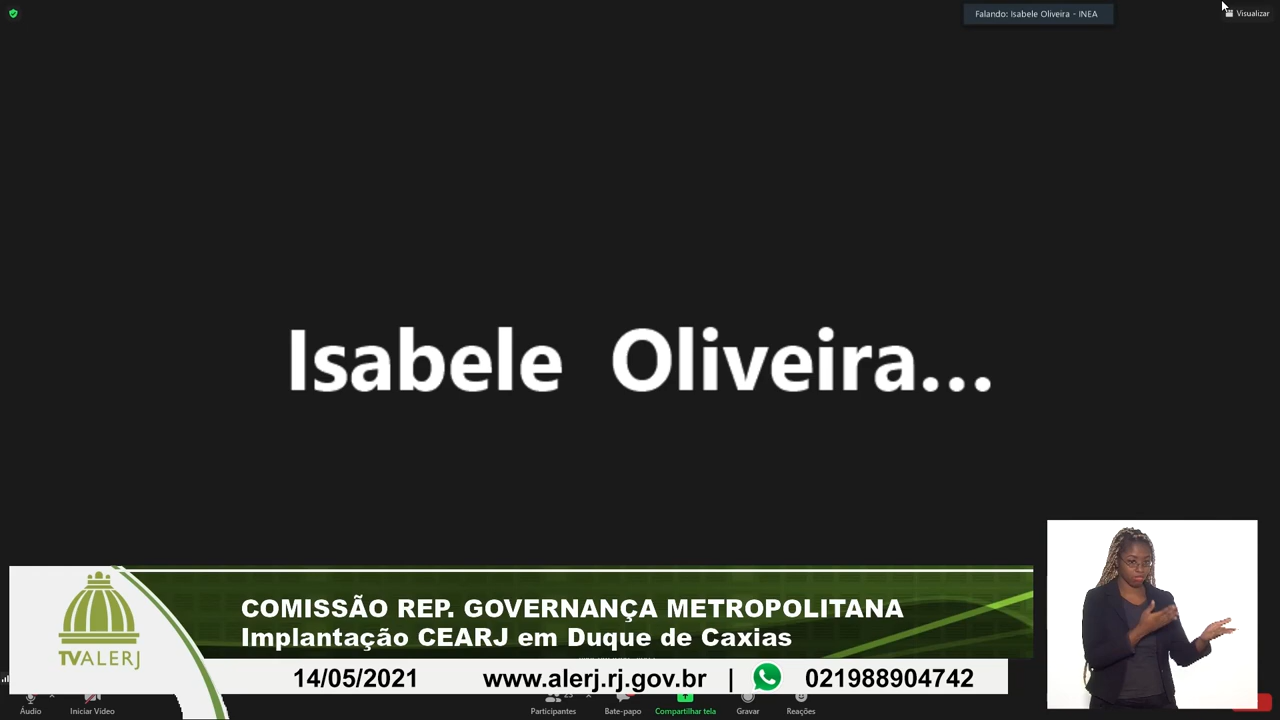 Falando: Isabele Oliveira - INEA
Visualizar
Isabele Oliveira...
COMISSÃO REP. GOVERNANÇA METROPOLITANA
Implantação CEARJ em Duque de Caxias
TVALERJ
14/05/2021 www.alerj.rj.gov.br | 021988904742
Áudio
Iniciar Vídeo
Participantes
Bate-papo
Compartilhar tela
Gravar
Reações